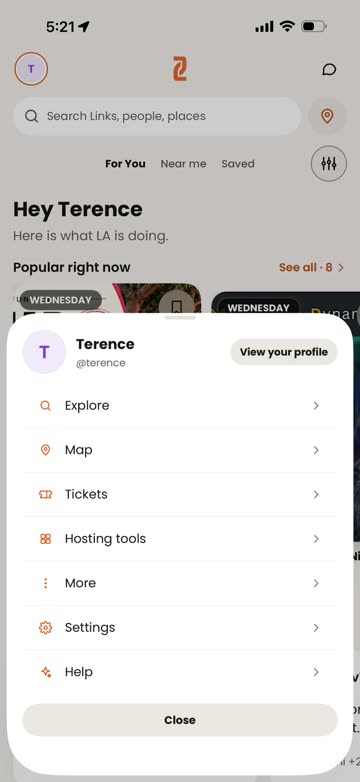 5:21
T
Search Links, people, places
For You
Near me
Saved
Hey Terence
Here is what LA is doing.
Popular right now
See all · 8
WEDNESDAY
WEDNESDAY
T
Terence
@terence
View your profile
Explore
Map
Tickets
Hosting tools
More
Settings
Help
Close